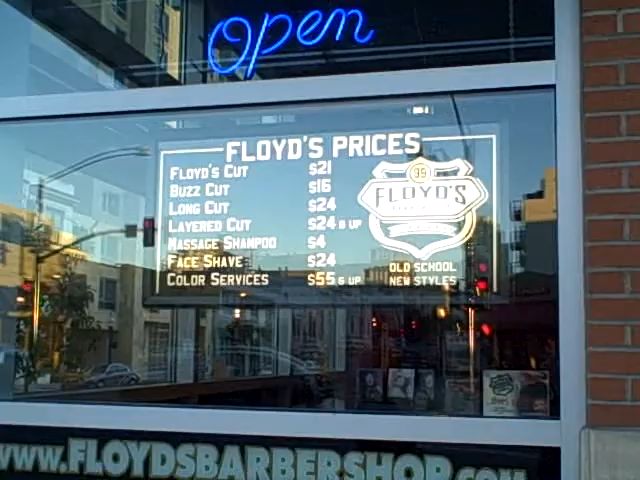 Open
FLOYD'S PRICES
FLOYD'S CUT $21
BUZZ CUT $16
LONG CUT $24
LAYERED CUT $24 & UP
MASSAGE SHAMPOO $4
FACE SHAVE $24
COLOR SERVICES $55 & UP
99
FLOYD'S
OLD SCHOOL
NEW STYLES
WWW.FLOYDSBARBERSHOP.COM